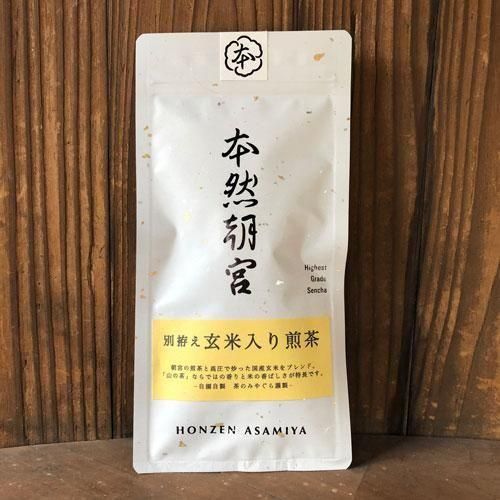 本
本然朝宮
Highest
Grade
Sencha
別拵え玄米入り煎茶
朝宮の煎茶と高圧で炒った国産玄米をブレンド。
「山の茶」ならではの香りと米の香ばしさが特長です。
―自園自製　茶のみやぐら謹製―
HONZEN ASAMIYA